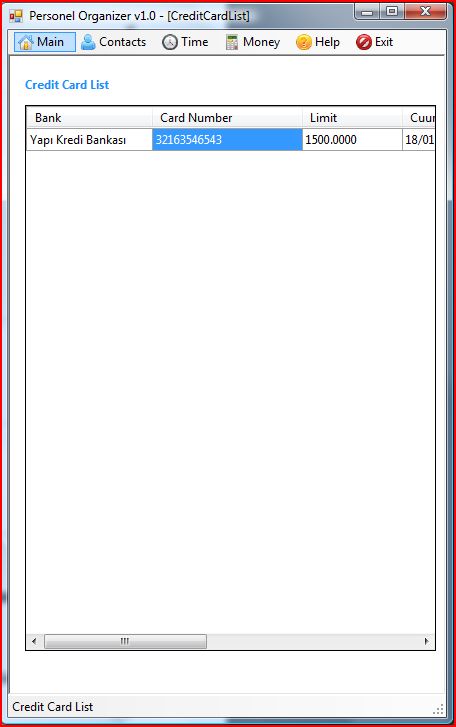 Personel Organizer v1.0 - [CreditCardList]
Main Contacts Time Money Help Exit
Credit Card List
Bank Card Number Limit Cuur
Yapı Kredi Bankası 32163546543 1500.0000 18/01
Credit Card List